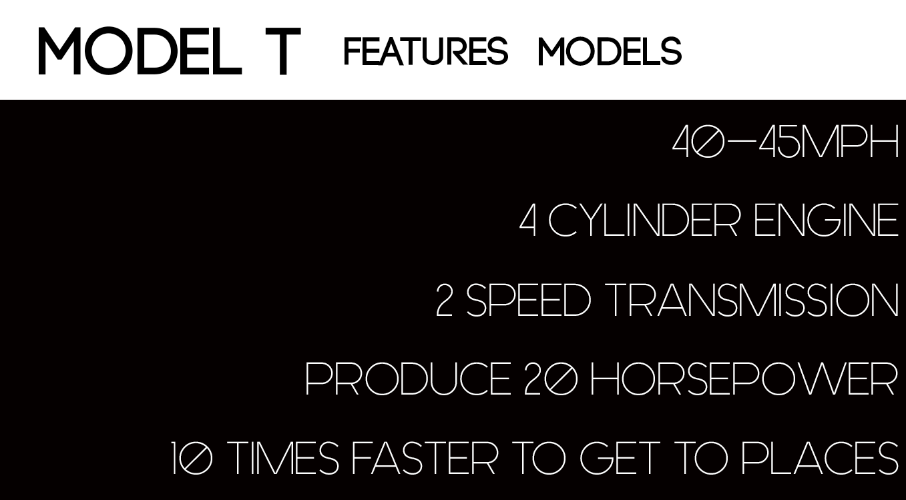 MODEL T FEATURES MODELS
40-45MPH
4 CYLINDER ENGINE
2 SPEED TRANSMISSION
PRODUCE 20 HORSEPOWER
10 TIMES FASTER TO GET TO PLACES